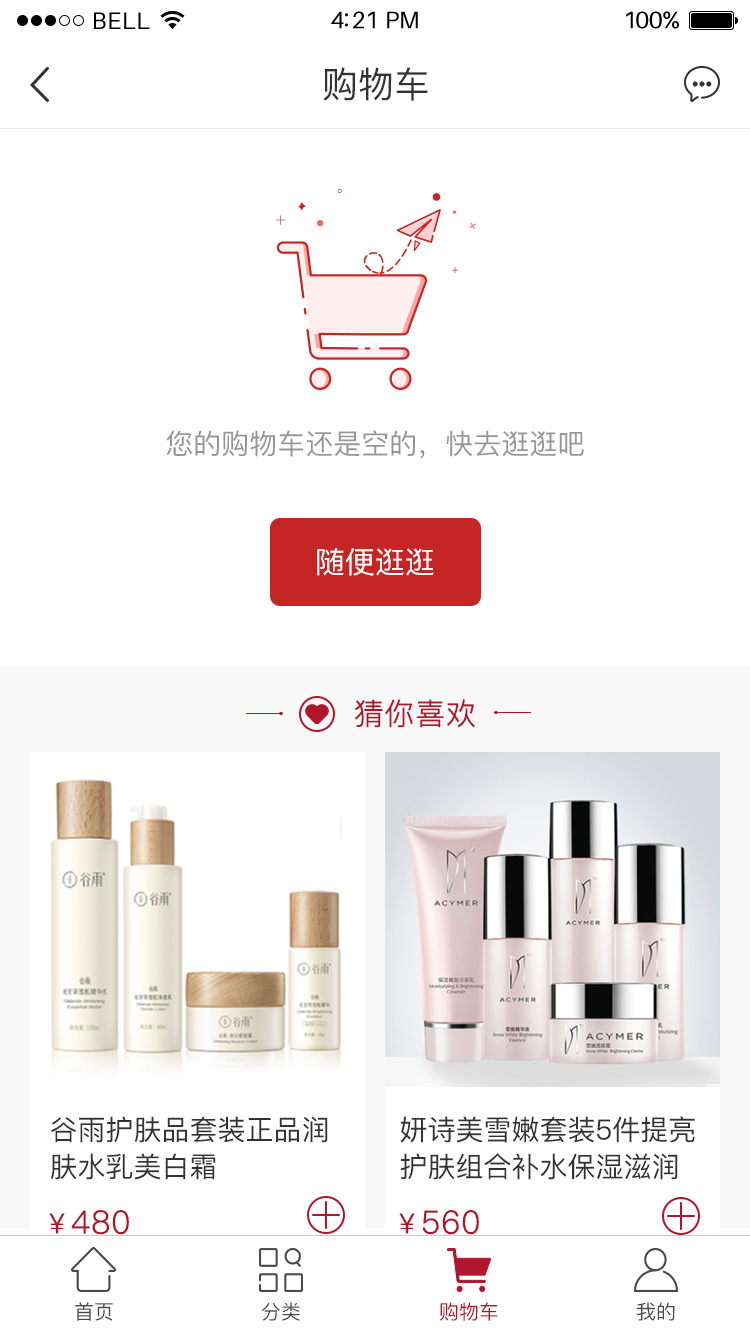 BELL
4:21 PM
100%
购物车
您的购物车还是空的，快去逛逛吧
随便逛逛
猜你喜欢
谷雨
谷雨
谷雨
谷雨
ACYMER
ACYMER
ACYMER
ACYMER
谷雨护肤品套装正品润
肤水乳美白霜
¥480
妍诗美雪嫩套装5件提亮
护肤组合补水保湿滋润
¥560
首页
分类
购物车
我的